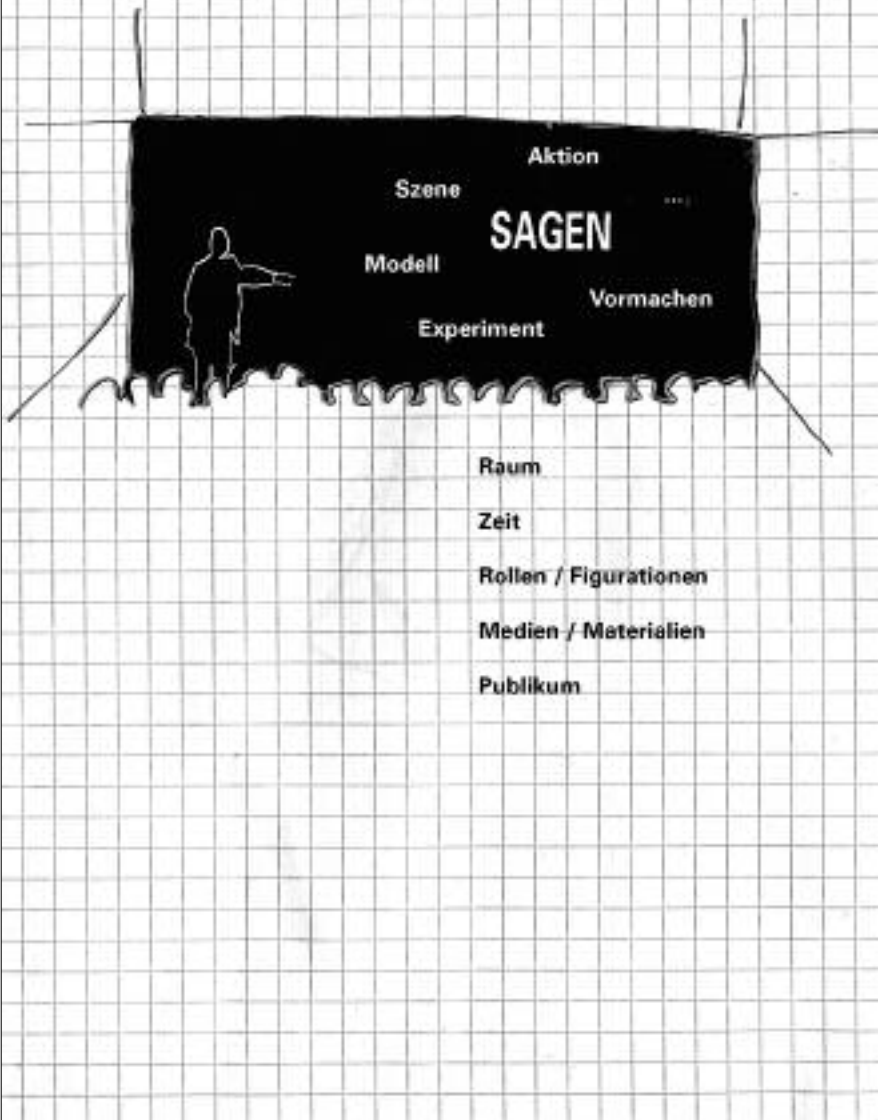 Aktion
Szene
....;
SAGEN
Modell
Vormachen
Experiment
Raum
Zeit
Rollen / Figurationen
Medien / Materialien
Publikum